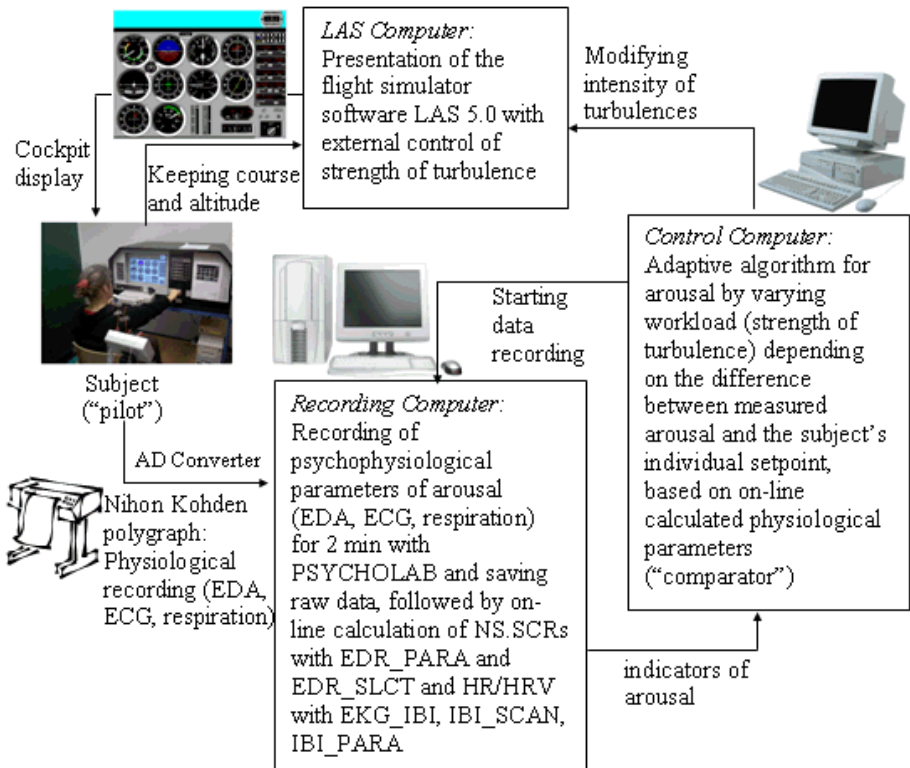 LAS Computer:
Presentation of the
flight simulator
software LAS 5.0 with
external control of
strength of turbulence
Modifying
intensity of
turbulences
Cockpit
display
Keeping course
and altitude
Control Computer:
Adaptive algorithm for
arousal by varying
workload (strength of
turbulence) depending
on the difference
between measured
arousal and the subject's
individual setpoint,
based on on-line
calculated physiological
parameters
(“comparator”)
Starting
data
recording
Subject
(“pilot”)
AD Converter
Nihon Kohden
polygraph:
Physiological
recording (EDA,
ECG, respiration)
Recording Computer:
Recording of
psychophysiological
parameters of arousal
(EDA, ECG, respiration)
for 2 min with
PSYCHOLAB and saving
raw data, followed by on-
line calculation of NS.SCRs
with EDR_PARA and
EDR_SLCT and HR/HRV
with EKG_IBI, IBI_SCAN,
IBI_PARA
indicators of
arousal